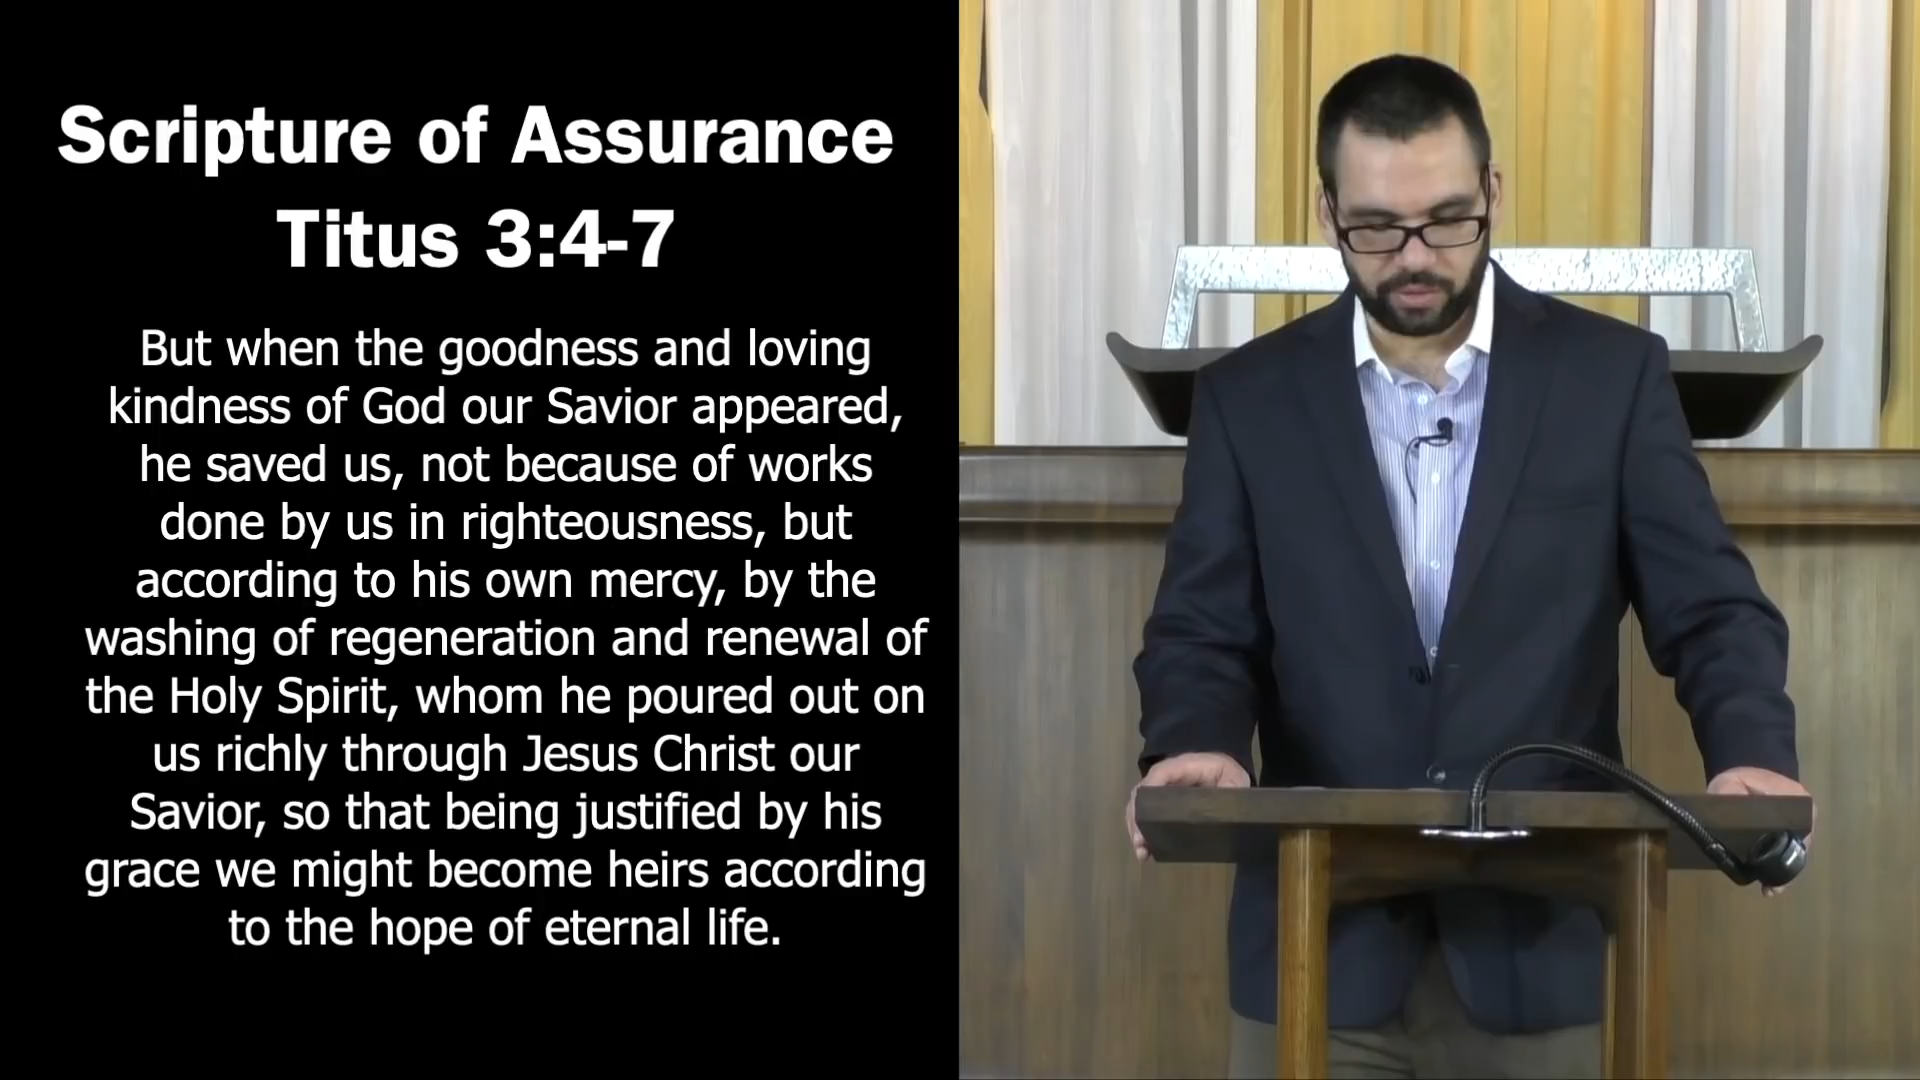 Scripture of Assurance
Titus 3:4-7
But when the goodness and loving
kindness of God our Savior appeared,
he saved us, not because of works
done by us in righteousness, but
according to his own mercy, by the
washing of regeneration and renewal of
the Holy Spirit, whom he poured out on
us richly through Jesus Christ our
Savior, so that being justified by his
grace we might become heirs according
to the hope of eternal life.